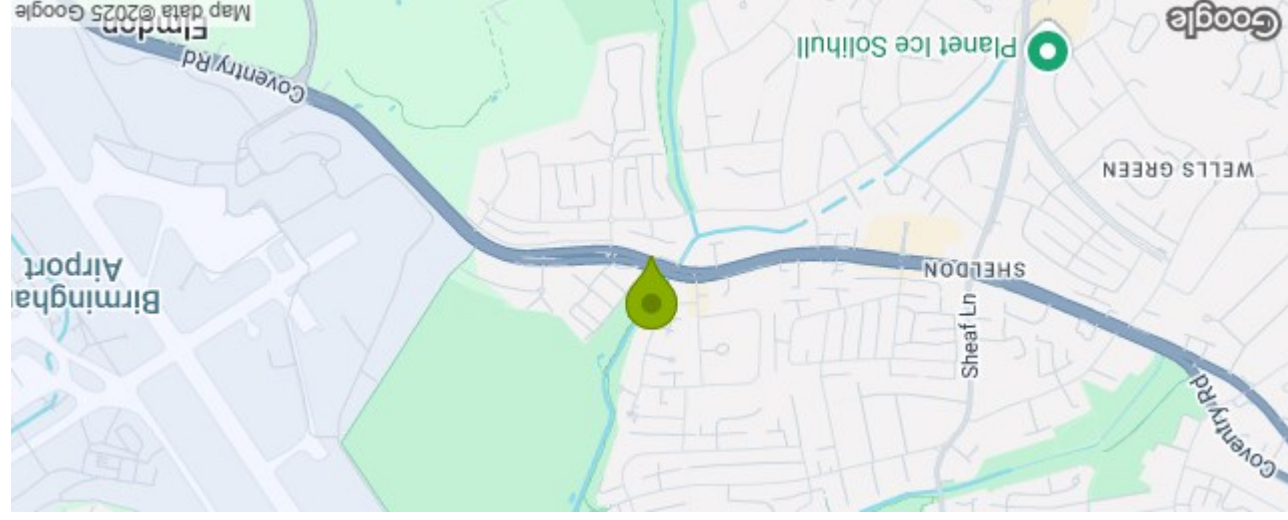 Coventry Rd
Sheaf Ln
SHELDON
Birmingha
Airport
WELLS GREEN
Coventry Rd
Planet Ice Solihull
Google
Elmdon
Map data ©2025 Google